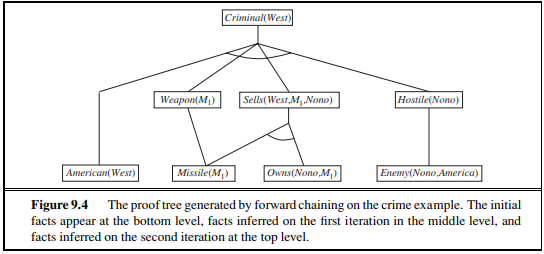 Criminal(West)
Weapon(M₁) Sells(West,M₁,Nono) Hostile(Nono)
American(West) Missile(M₁) Owns(Nono,M₁) Enemy(Nono,America)
Figure 9.4 The proof tree generated by forward chaining on the crime example. The initial
facts appear at the bottom level, facts inferred on the first iteration in the middle level, and
facts inferred on the second iteration at the top level.